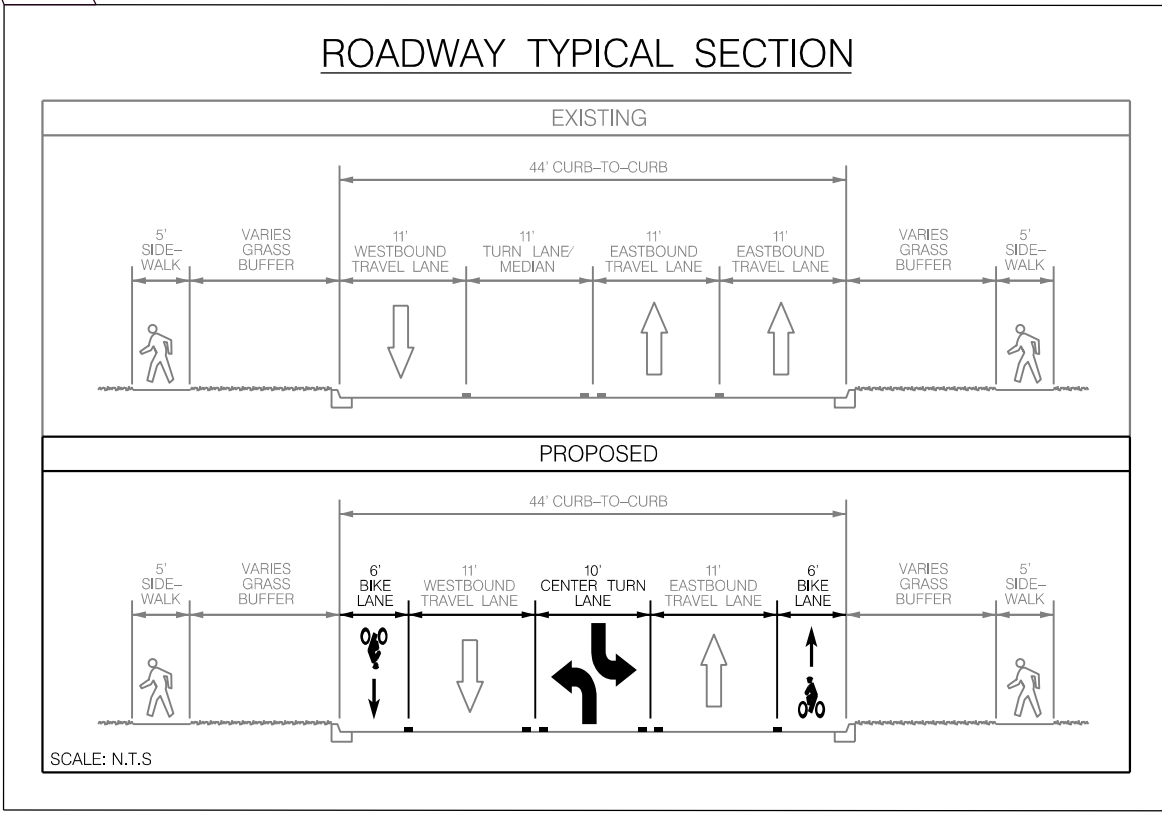 ROADWAY TYPICAL SECTION
EXISTING
44' CURB–TO–CURB
5'
SIDE–
WALK
VARIES
GRASS
BUFFER
11'
WESTBOUND
TRAVEL LANE
11'
TURN LANE/
MEDIAN
11'
EASTBOUND
TRAVEL LANE
11'
EASTBOUND
TRAVEL LANE
VARIES
GRASS
BUFFER
5'
SIDE–
WALK
PROPOSED
44' CURB–TO–CURB
5'
SIDE–
WALK
VARIES
GRASS
BUFFER
6'
BIKE
LANE
11'
WESTBOUND
TRAVEL LANE
10'
CENTER TURN
LANE
11'
EASTBOUND
TRAVEL LANE
6'
BIKE
LANE
VARIES
GRASS
BUFFER
5'
SIDE–
WALK
SCALE: N.T.S